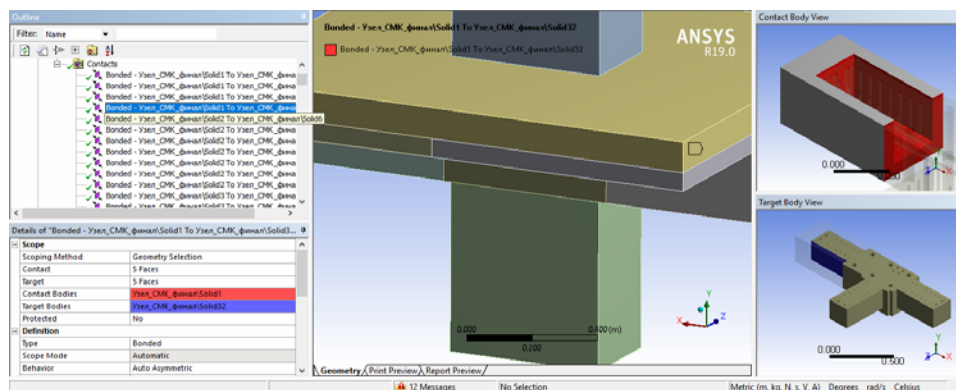 Outline
Filter: Name
Contacts
Bonded - Узел_СМК_финал\Solid1 To Узел_СМК_фина
Bonded - Узел_СМК_финал\Solid1 To Узел_СМК_фина
Bonded - Узел_СМК_финал\Solid1 To Узел_СМК_фина
Bonded - Узел_СМК_финал\Solid1 To Узел_СМК_фина
Bonded - Узел_СМК_финал\Solid2 To Узел_СМК_финал\Solid6
Bonded - Узел_СМК_финал\Solid2 To Узел_СМК_фина
Bonded - Узел_СМК_финал\Solid2 To Узел_СМК_фина
Bonded - Узел_СМК_финал\Solid2 To Узел_СМК_фина
Bonded - Узел_СМК_финал\Solid2 To Узел_СМК_фина
Bonded - Узел_СМК_финал\Solid2 To Узел_СМК_фина
Bonded - Узел_СМК_финал\Solid3 To Узел_СМК_фина
Bonded - Узел_СМК_финал\Solid3 To Узел_СМК_фина
Details of "Bonded - Узел_СМК_финал\Solid1 To Узел_СМК_финал\Solid3...
Scope
Scoping Method Geometry Selection
Contact 5 Faces
Target 5 Faces
Contact Bodies Узел_СМК_финал\Solid1
Target Bodies Узел_СМК_финал\Solid32
Protected No
Definition
Type Bonded
Scope Mode Automatic
Behavior Auto Asymmetric
Bonded - Узел_СМК_финал\Solid1 To Узел_СМК_финал\Solid32
Bonded - Узел_СМК_финал\Solid1 To Узел_СМК_финал\Solid32
ANSYS
R19.0
0.000
0.400 (m)
0.200
Y
X
Z
Geometry Print Preview Report Preview
Contact Body View
0.000
Y
X
Target Body View
0.000
0.500
Y
X
12 Messages No Selection Metric (m, kg, N, s, V, A) Degrees rad/s Celsius